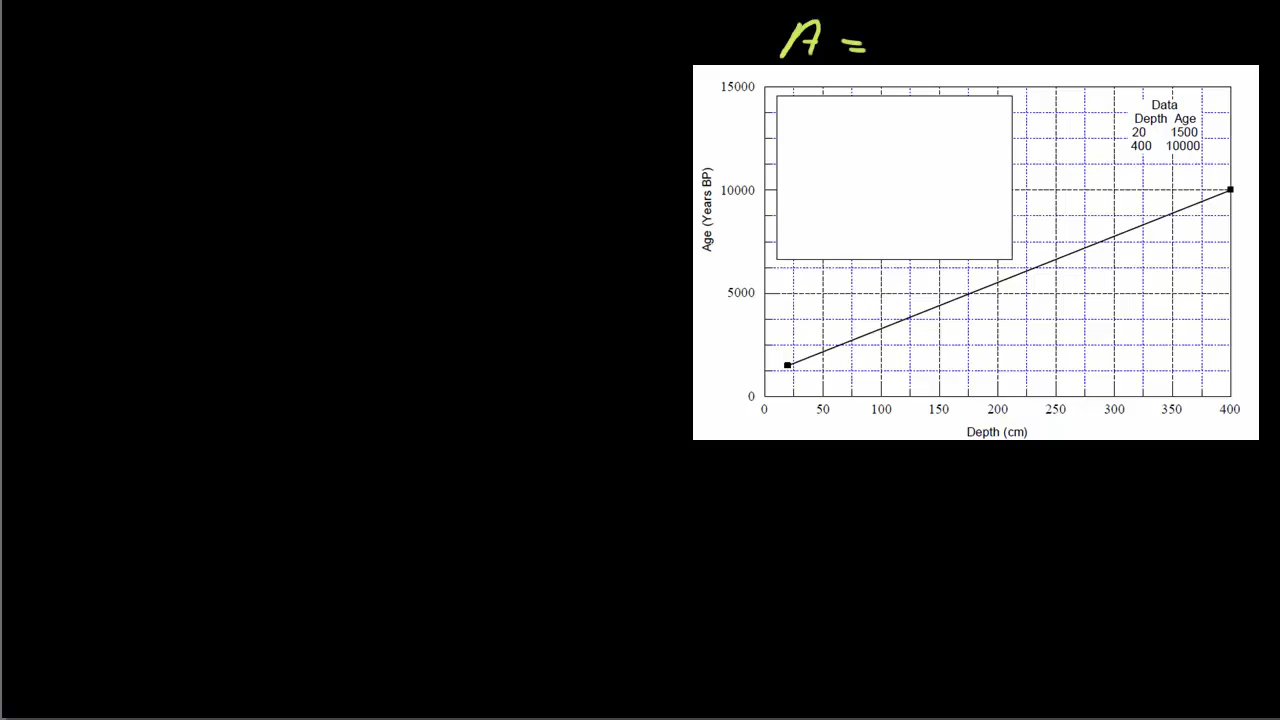 A =
15000
Data
Depth Age
20 1500
400 10000
10000
Age (Years BP)
5000
0
0 50 100 150 200 250 300 350 400
Depth (cm)